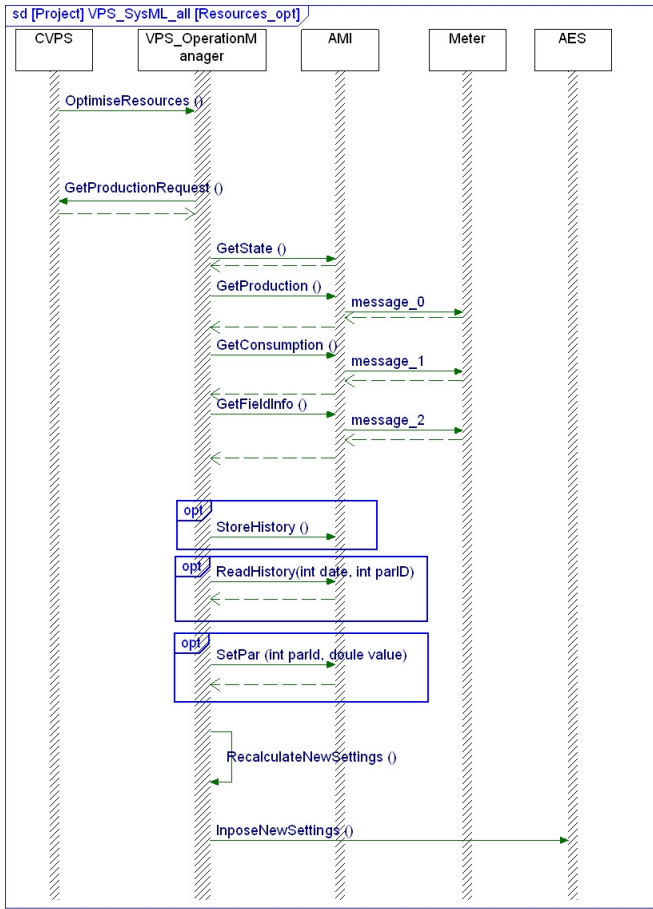 sd [Project] VPS_SysML_all [Resources_opt]
CVPS
VPS_OperationM
anager
AMI
Meter
AES
OptimiseResources ()
GetProductionRequest ()
GetState ()
GetProduction ()
message_0
GetConsumption ()
message_1
GetFieldInfo ()
message_2
opt
StoreHistory ()
opt
ReadHistory(int date, int parID)
opt
SetPar (int parId, doule value)
RecalculateNewSettings ()
InposeNewSettings ()